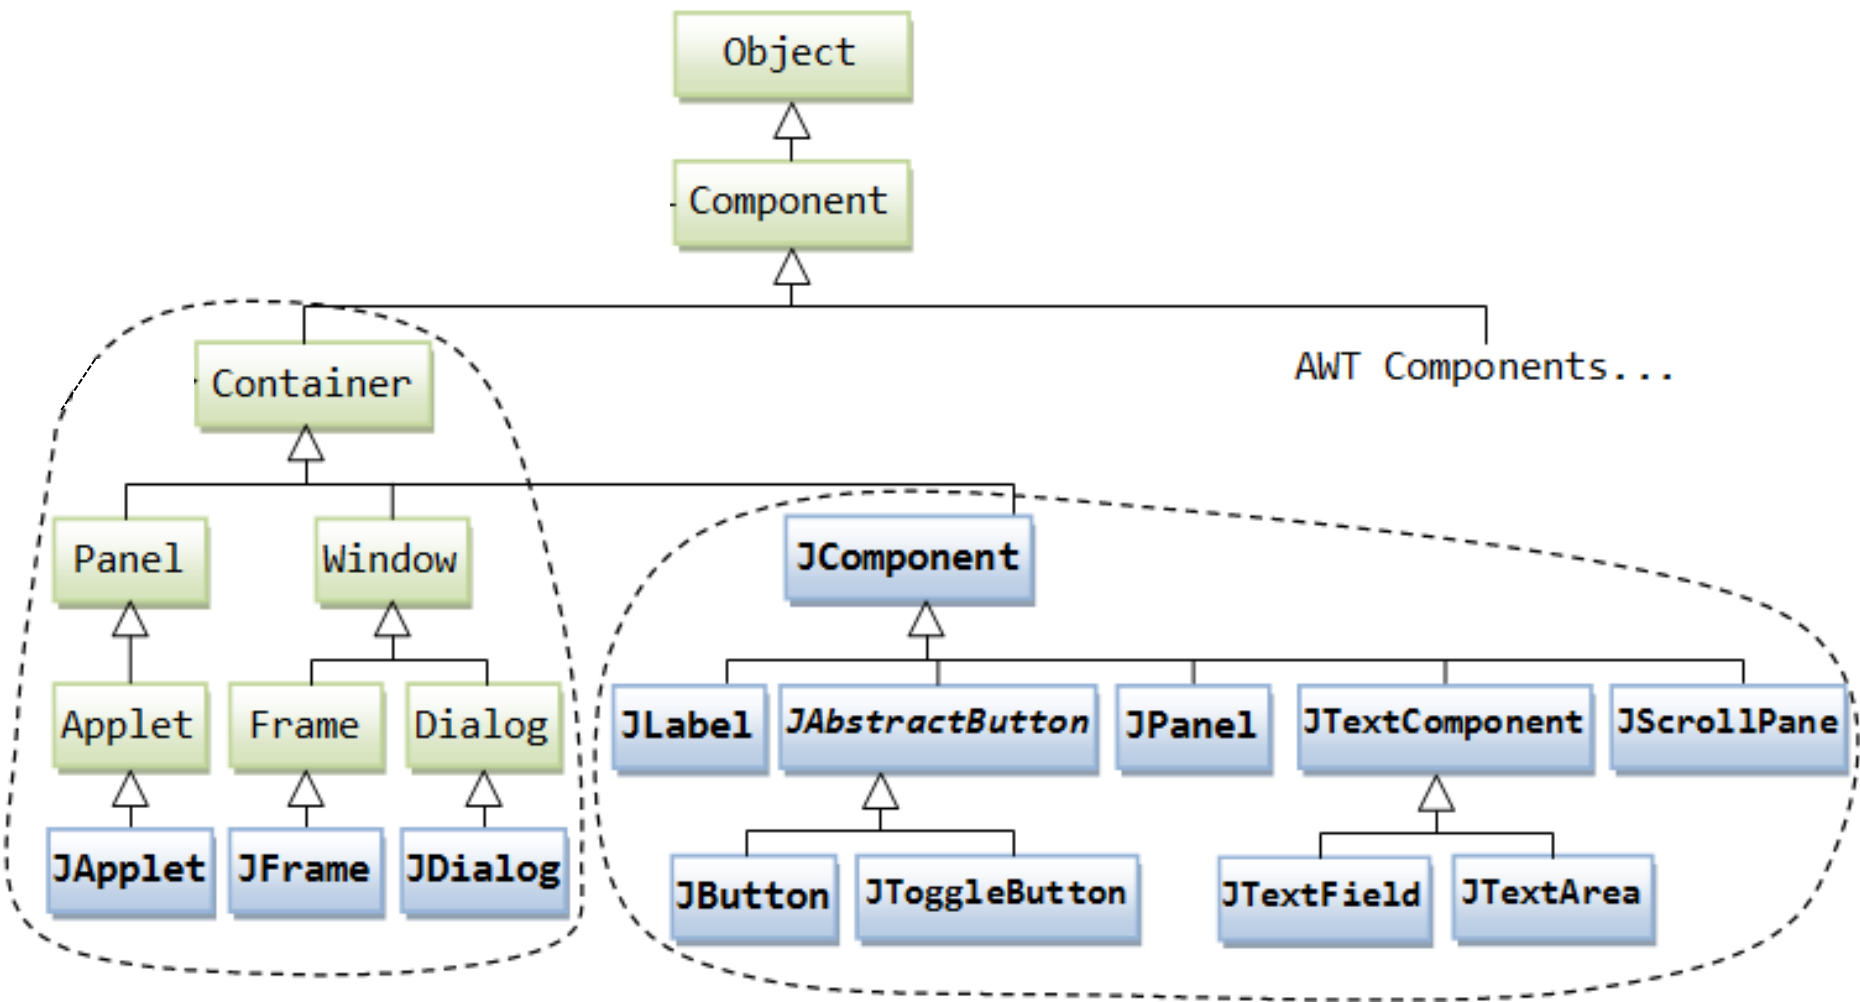 Object
Component
Container
AWT Components...
Panel
Window
JComponent
Applet
Frame
Dialog
JLabel
JAbstractButton
JPanel
JTextComponent
JScrollPane
JApplet
JFrame
JDialog
JButton
JToggleButton
JTextField
JTextArea